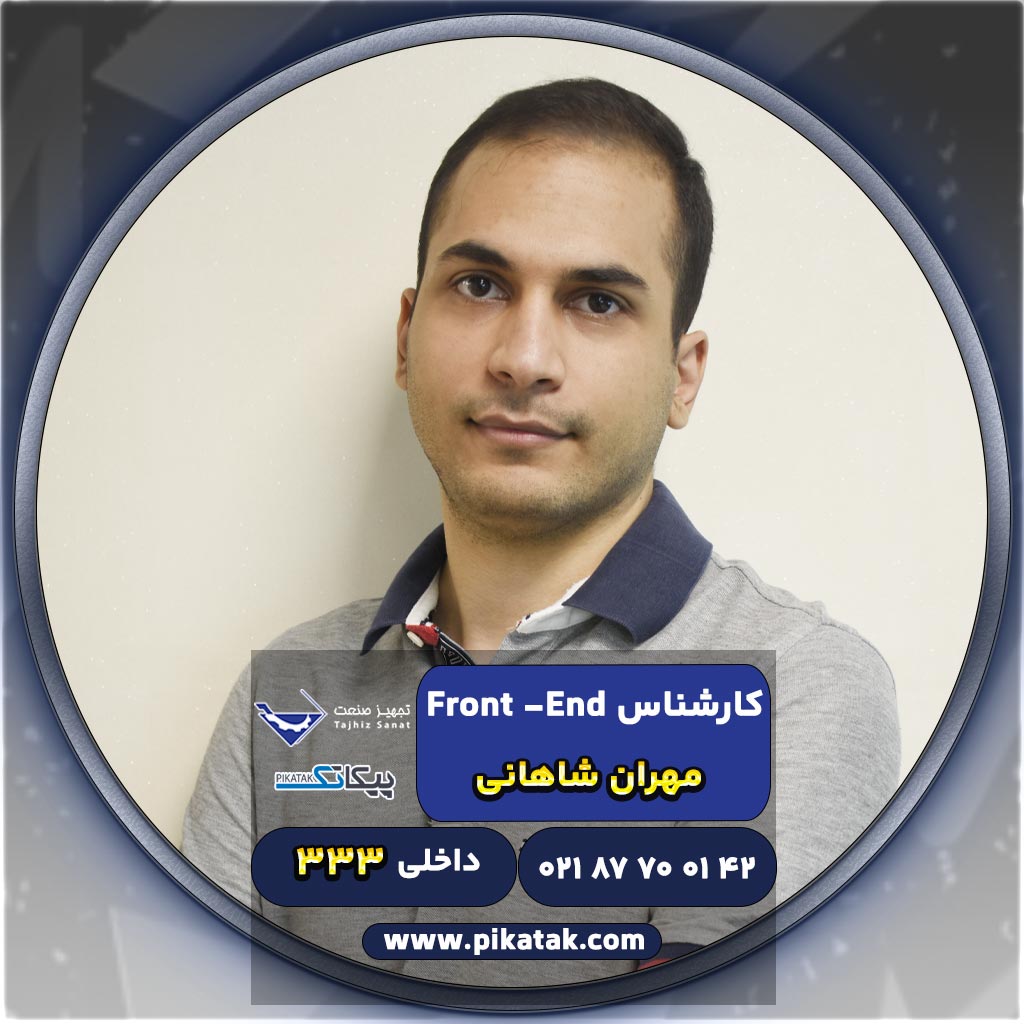 کارشناس Front -End
مهران شاهانی
تجهیز صنعت
Tajhiz Sanat
PIKATAK پیکاتک
۰۲۱ ۸۷ ۷۰ ۰۱ ۴۲
داخلی ۳۳۳
www.pikatak.com